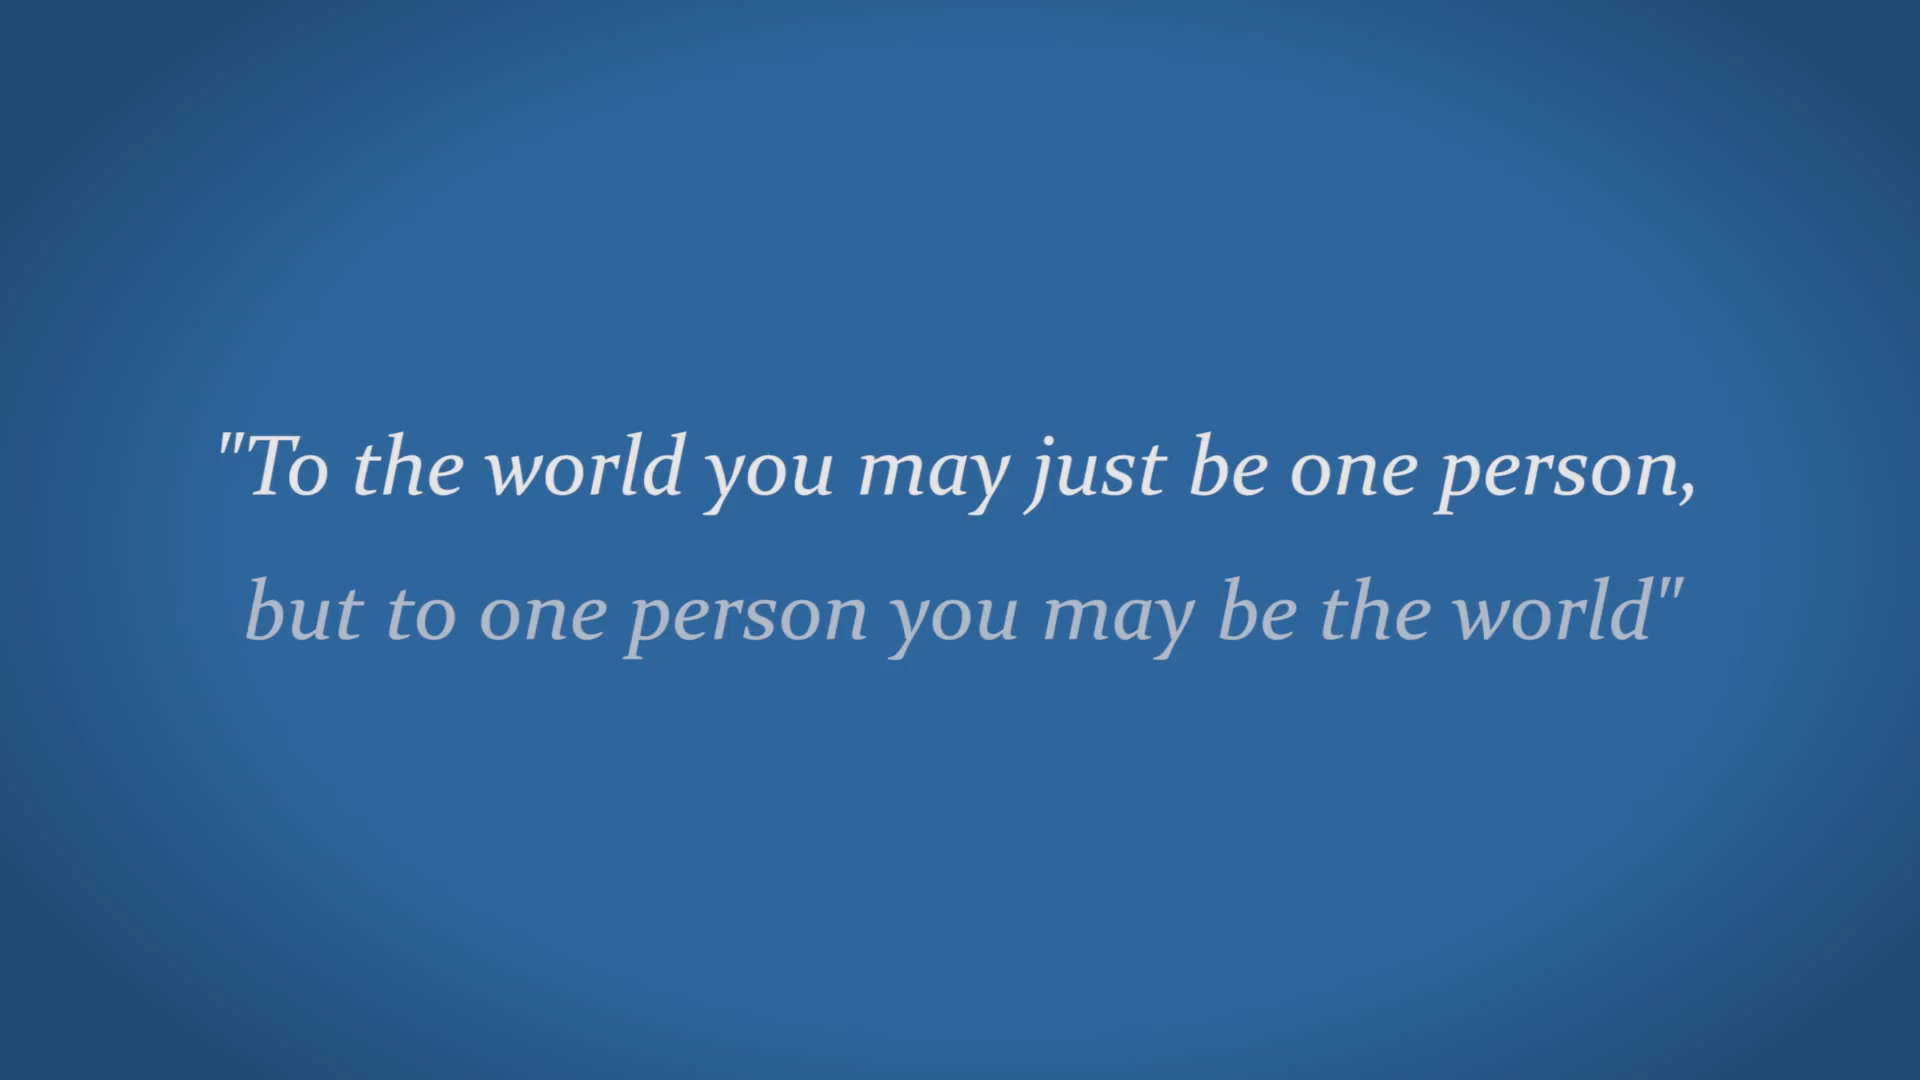 "To the world you may just be one person,
but to one person you may be the world"